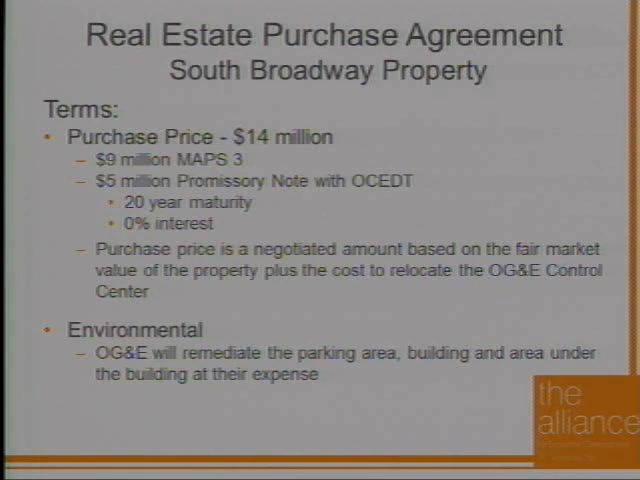 Real Estate Purchase Agreement
South Broadway Property
Terms:
• Purchase Price - $14 million
– $9 million MAPS 3
– $5 million Promissory Note with OCEDT
• 20 year maturity
• 0% interest
– Purchase price is a negotiated amount based on the fair market
value of the property plus the cost to relocate the OG&E Control
Center
• Environmental
– OG&E will remediate the parking area, building and area under
the building at their expense
the
alliance